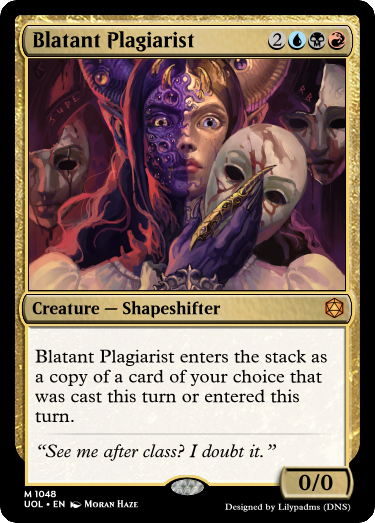 Blatant Plagiarist 2
Creature — Shapeshifter
Blatant Plagiarist enters the stack as
a copy of a card of your choice that
was cast this turn or entered this
turn.
“See me after class? I doubt it.”
0/0
M 1048
UOL • EN Moran Haze
Designed by Lilypadms (DNS)